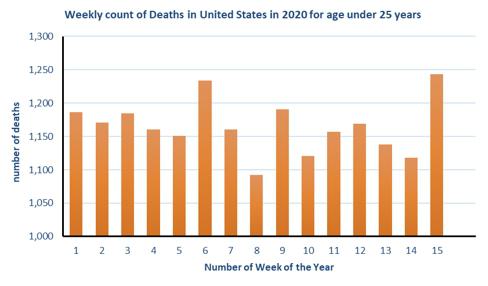 Weekly count of Deaths in United States in 2020 for age under 25 years
1,300
1,250
1,200
1,150
1,100
1,050
1,000
number of deaths
1 2 3 4 5 6 7 8 9 10 11 12 13 14 15
Number of Week of the Year